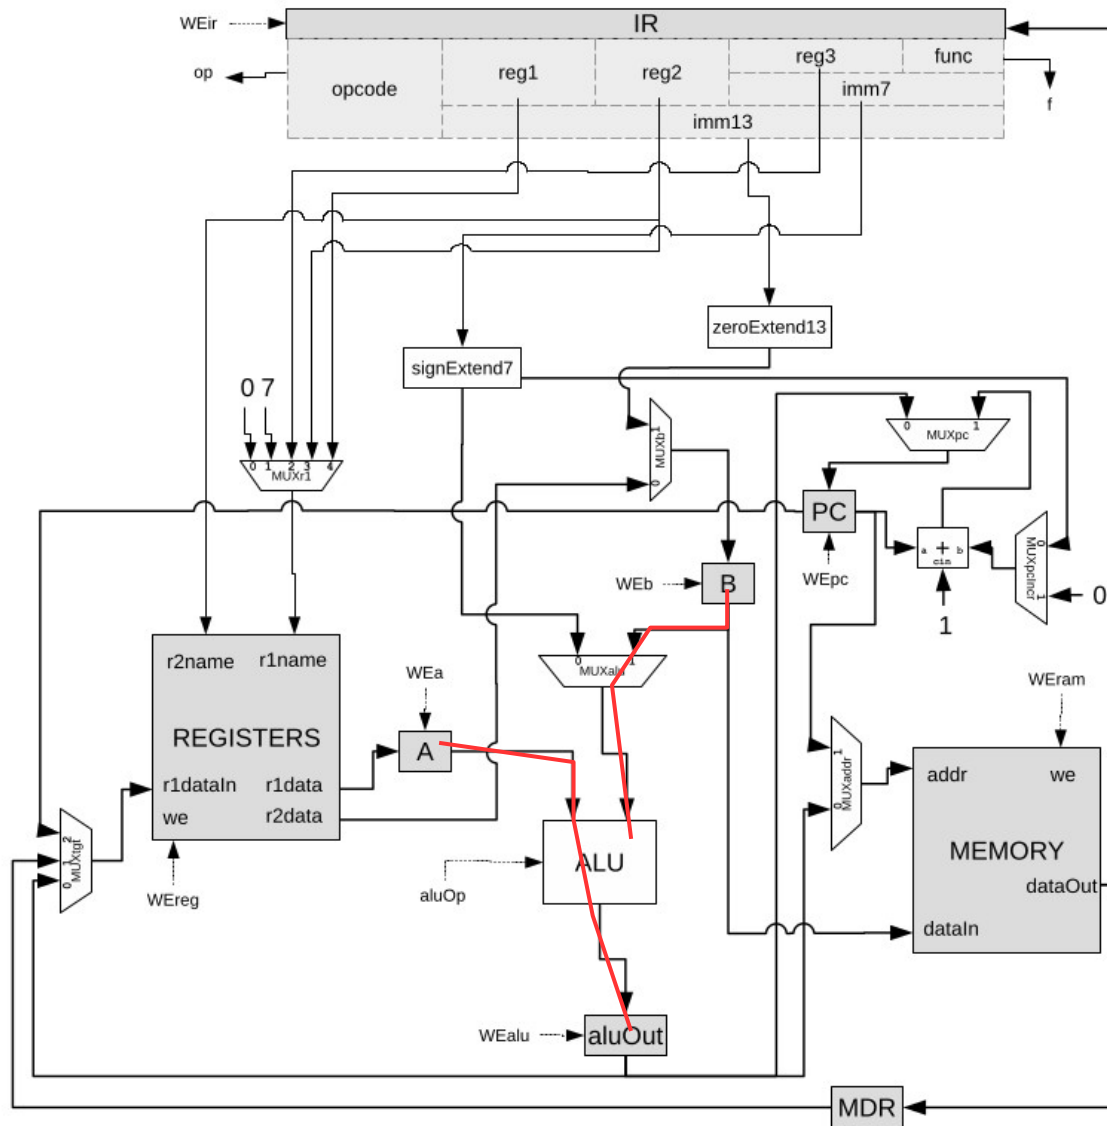 WEir
IR
op
opcode
reg1
reg2
reg3
func
imm7
imm13
f
zeroExtend13
signExtend7
0 7
0 1 2 3 4
MUXr1
1
MUXb
0
0 1
MUXpc
PC
WEpc
a + b
cin
1
0
MUXpcincr
1
0
WEb
B
0 1
MUXalu
r2name r1name
REGISTERS
r1dataIn r1data
we r2data
WEreg
WEa
A
2
1
0
MUXtgt
ALU
aluOp
1
MUXaddr
0
WEram
addr we
MEMORY
dataOut
dataIn
WEalu
aluOut
MDR